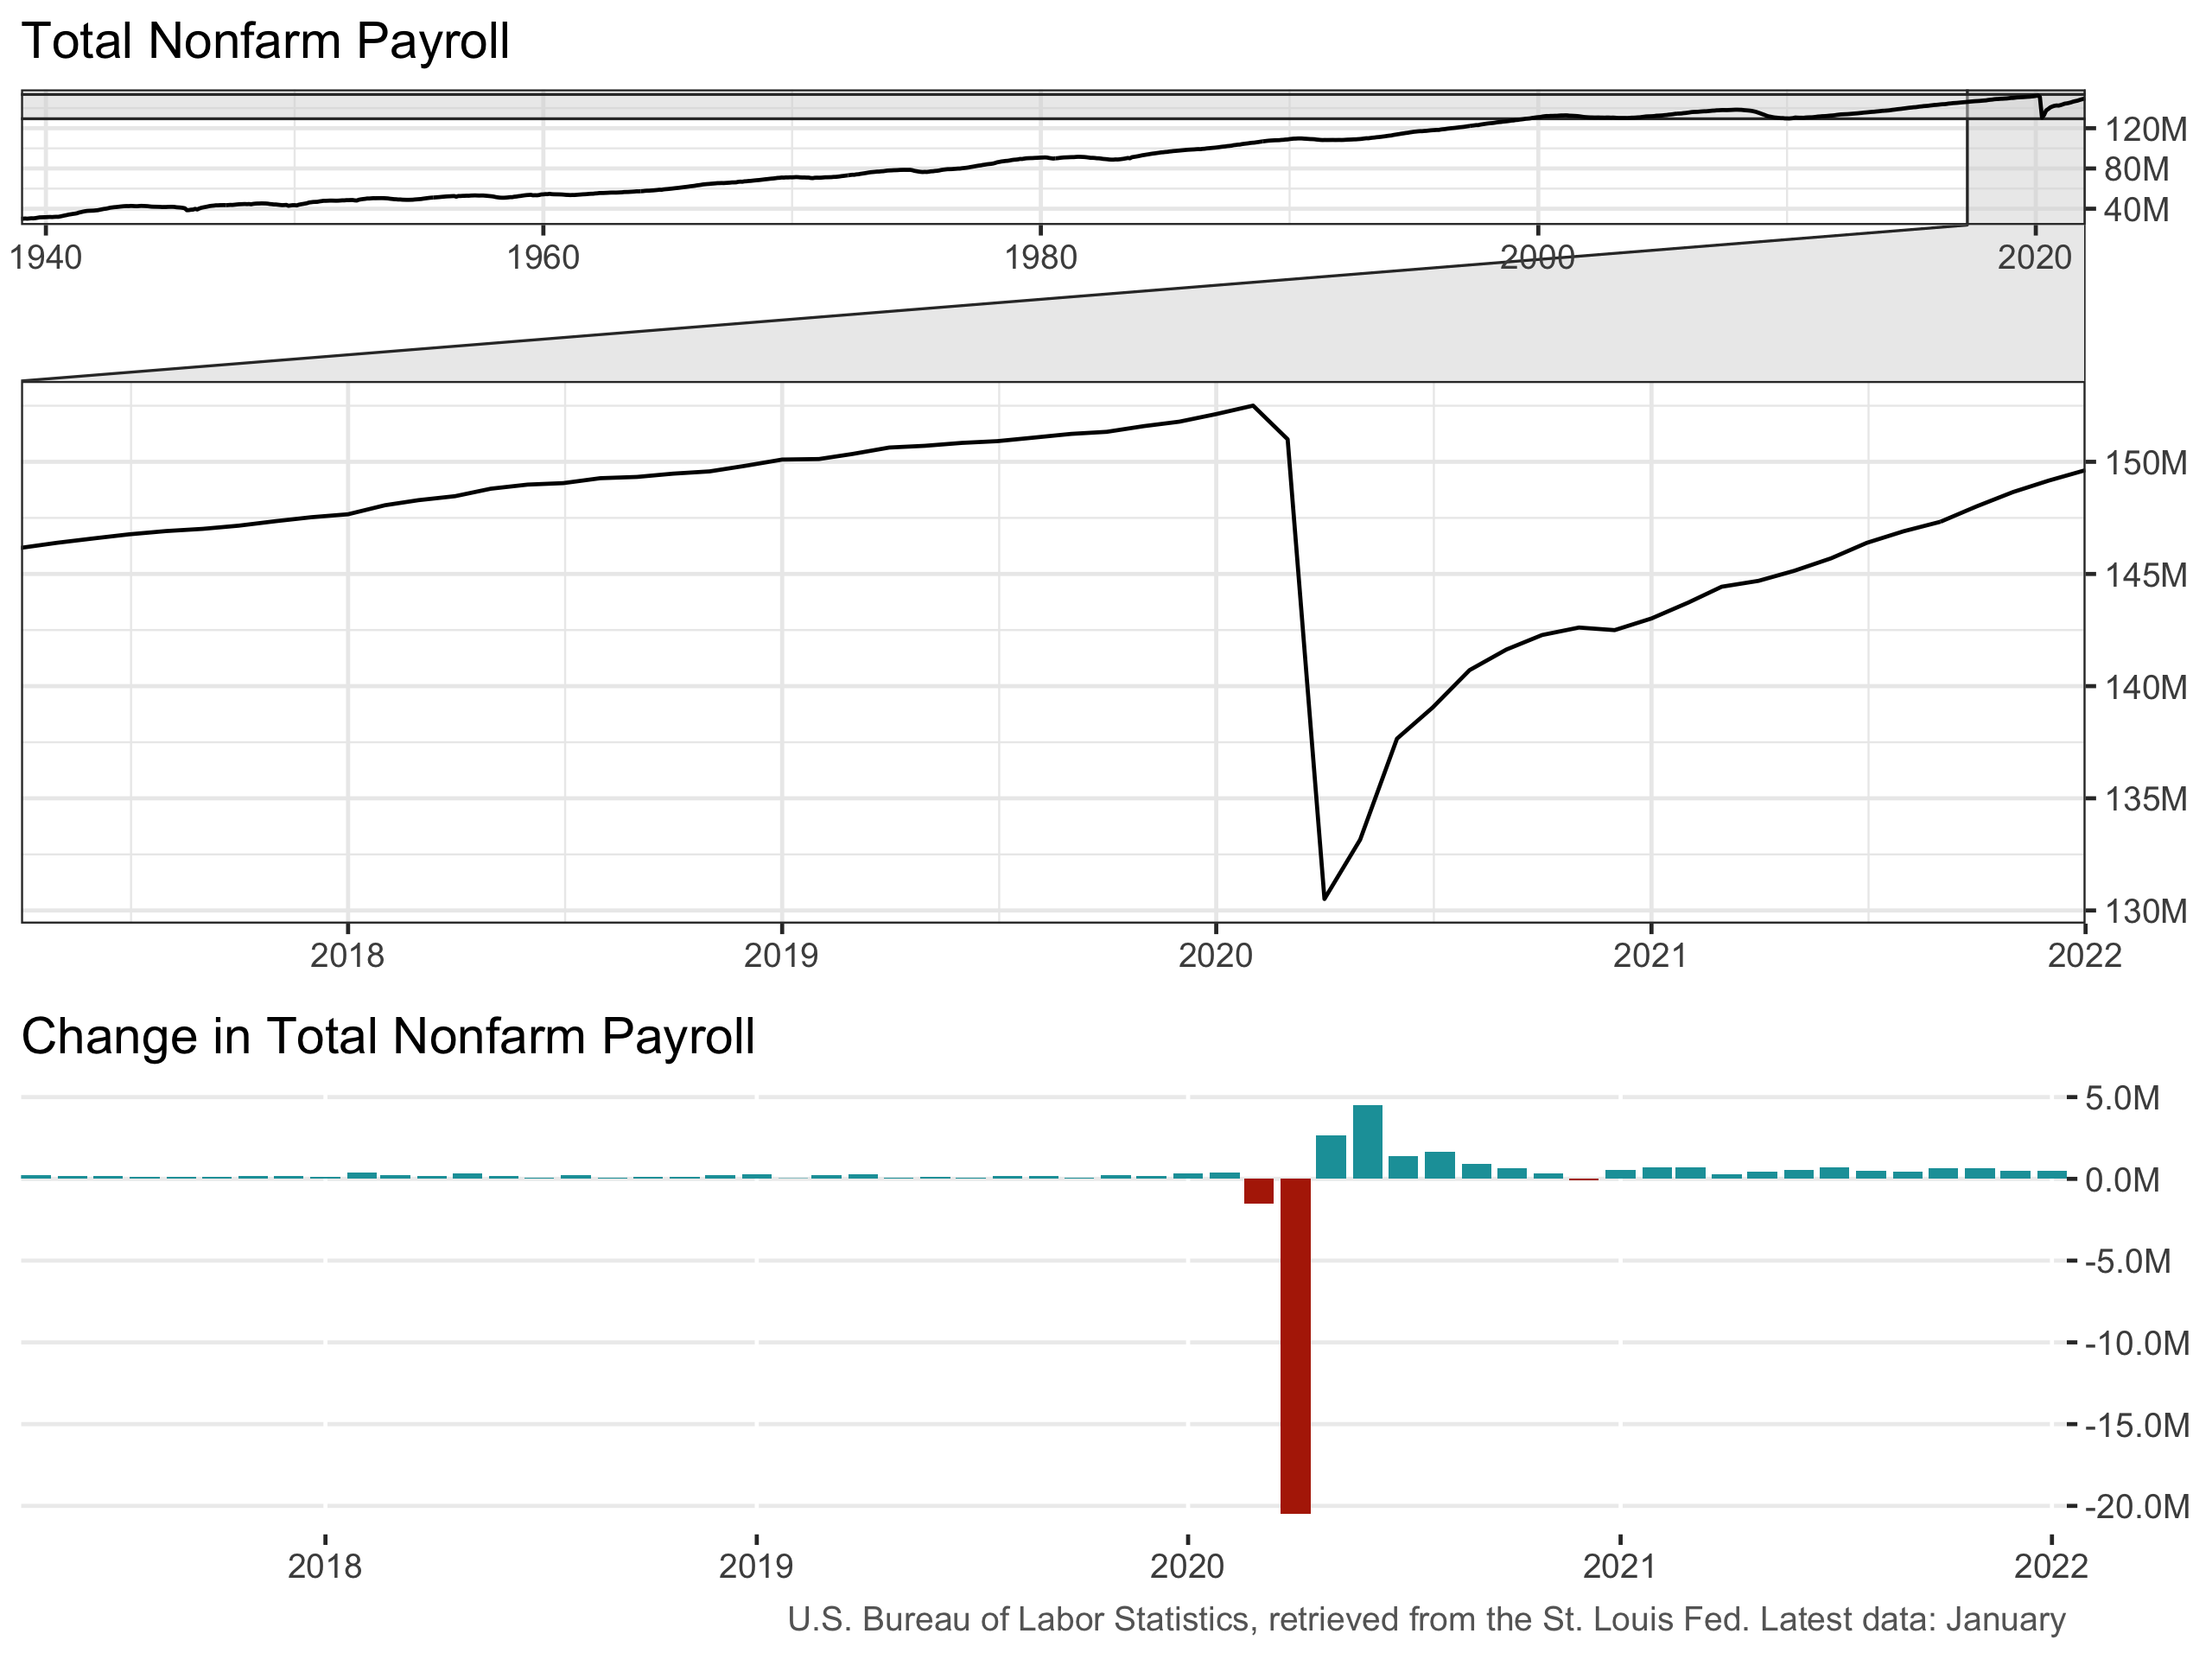 Total Nonfarm Payroll
120M
80M
40M
1940 1960 1980 2000 2020
150M
145M
140M
135M
130M
2018 2019 2020 2021 2022
Change in Total Nonfarm Payroll
5.0M
0.0M
-5.0M
-10.0M
-15.0M
-20.0M
2018 2019 2020 2021 2022
U.S. Bureau of Labor Statistics, retrieved from the St. Louis Fed. Latest data: January